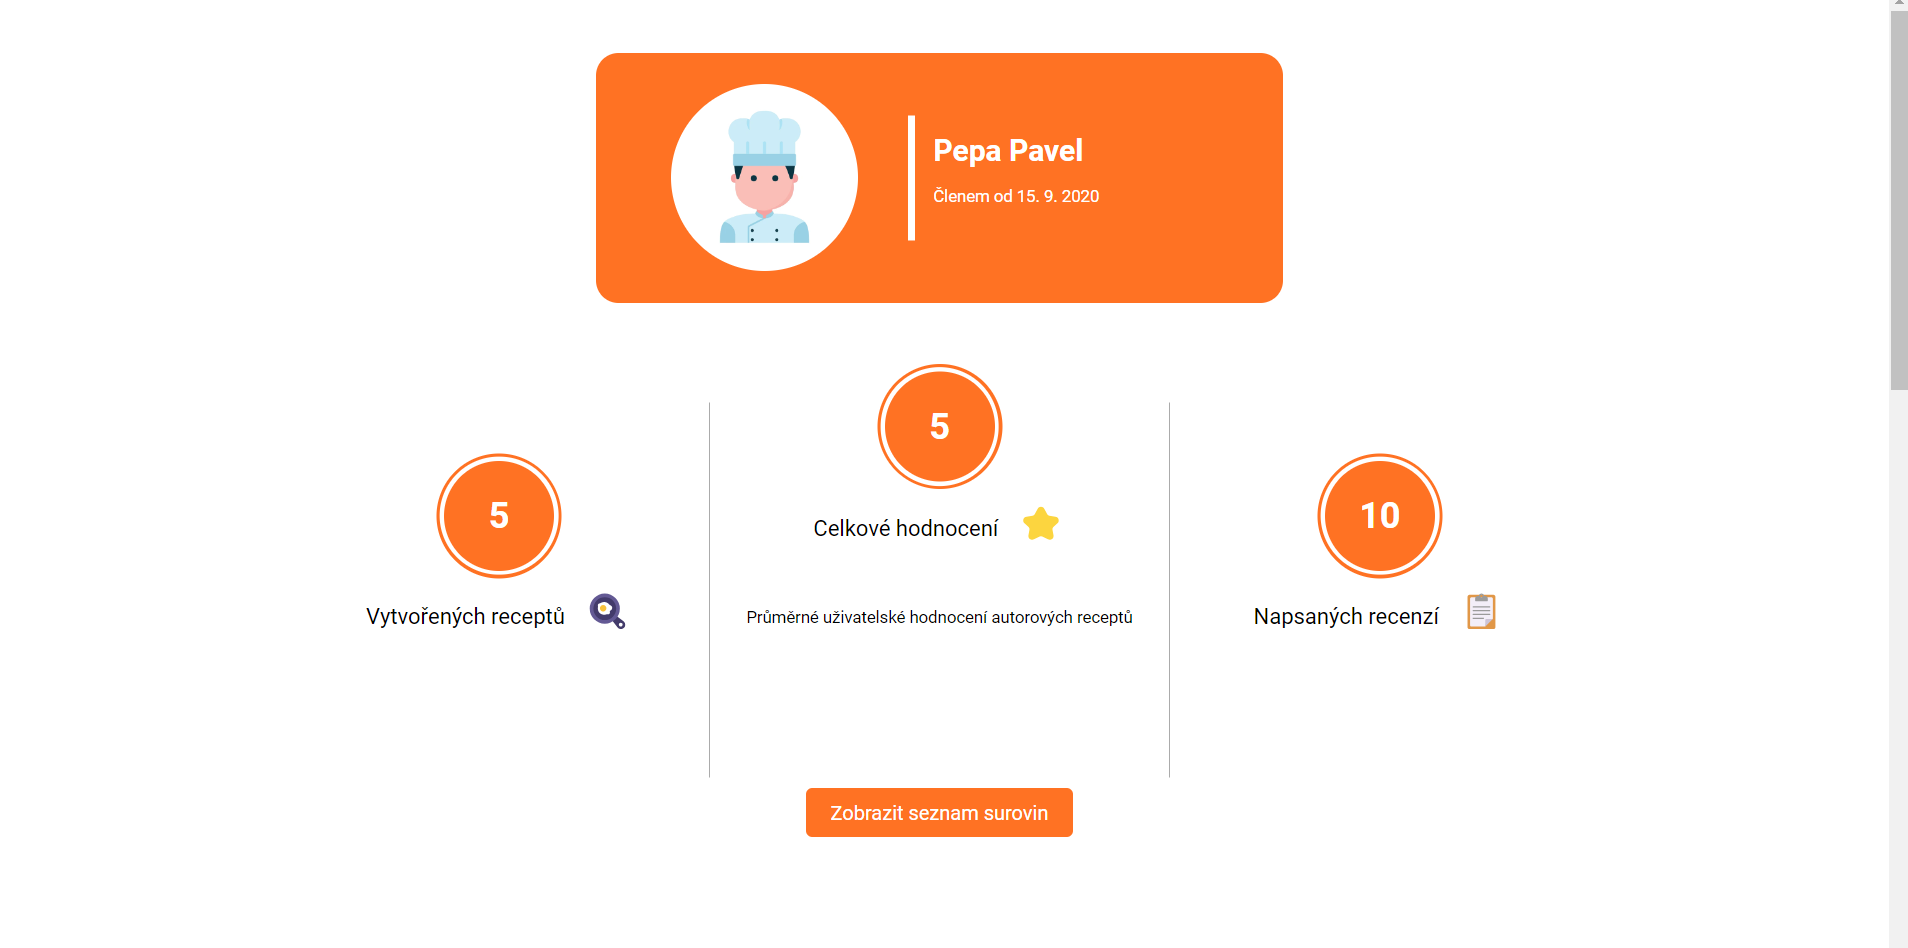 Pepa Pavel
Členem od 15. 9. 2020
5
Vytvořených receptů
5
Celkové hodnocení
Průměrné uživatelské hodnocení autorových receptů
10
Napsaných recenzí
Zobrazit seznam surovin